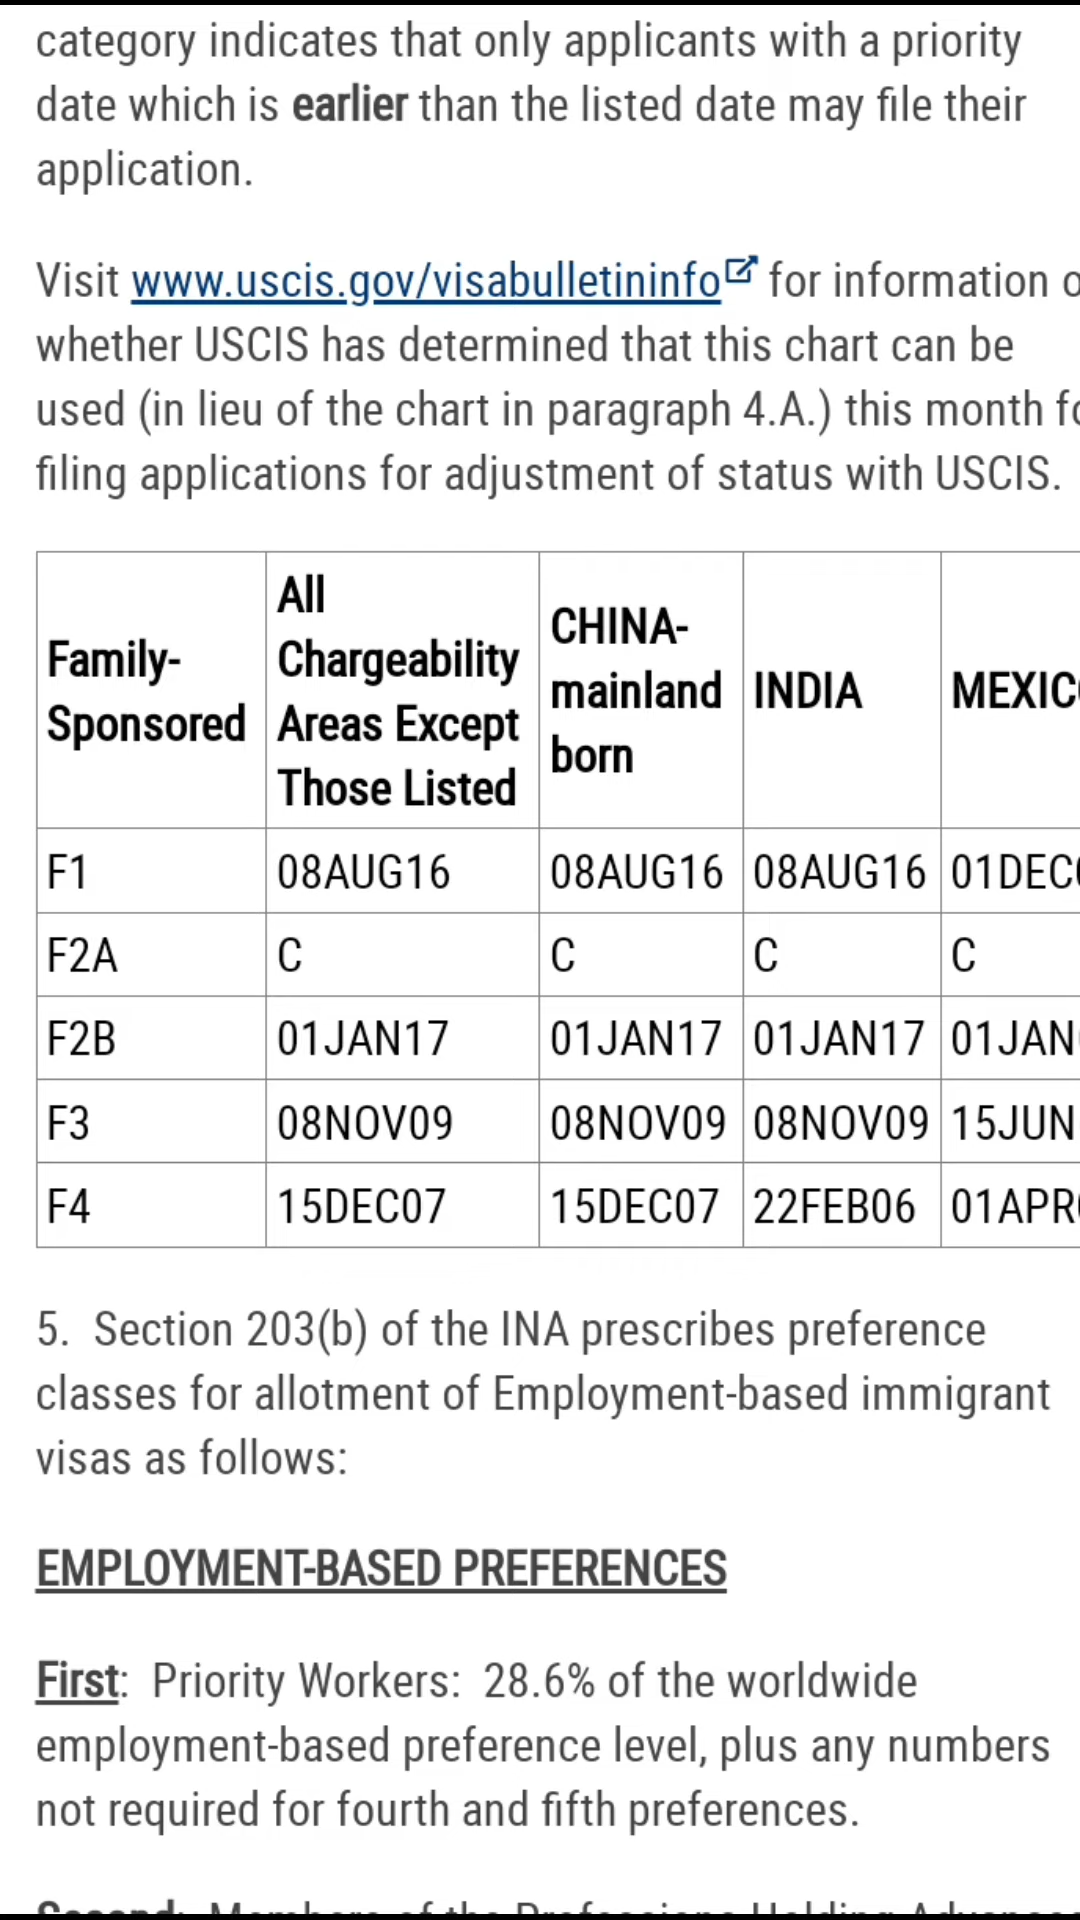 category indicates that only applicants with a priority
date which is earlier than the listed date may file their
application.
Visit www.uscis.gov/visabulletininfo for information
whether USCIS has determined that this chart can be
used (in lieu of the chart in paragraph 4.A.) this month
filing applications for adjustment of status with USCIS.
Family-Sponsored All Chargeability Areas Except Those Listed CHINA-mainland born INDIA
F1 08AUG16 08AUG16 08AUG16
F2A C C C C
F2B 01JAN17 01JAN17 01JAN17
F3 08NOV09 08NOV09 08NOV09 15JUN
F4 15DEC07 15DEC07 22FEB06
5. Section 203(b) of the INA prescribes preference
classes for allotment of Employment-based immigrant
visas as follows:
EMPLOYMENT-BASED PREFERENCES
First: Priority Workers: 28.6% of the worldwide
employment-based preference level, plus any numbers
not required for fourth and fifth preferences.